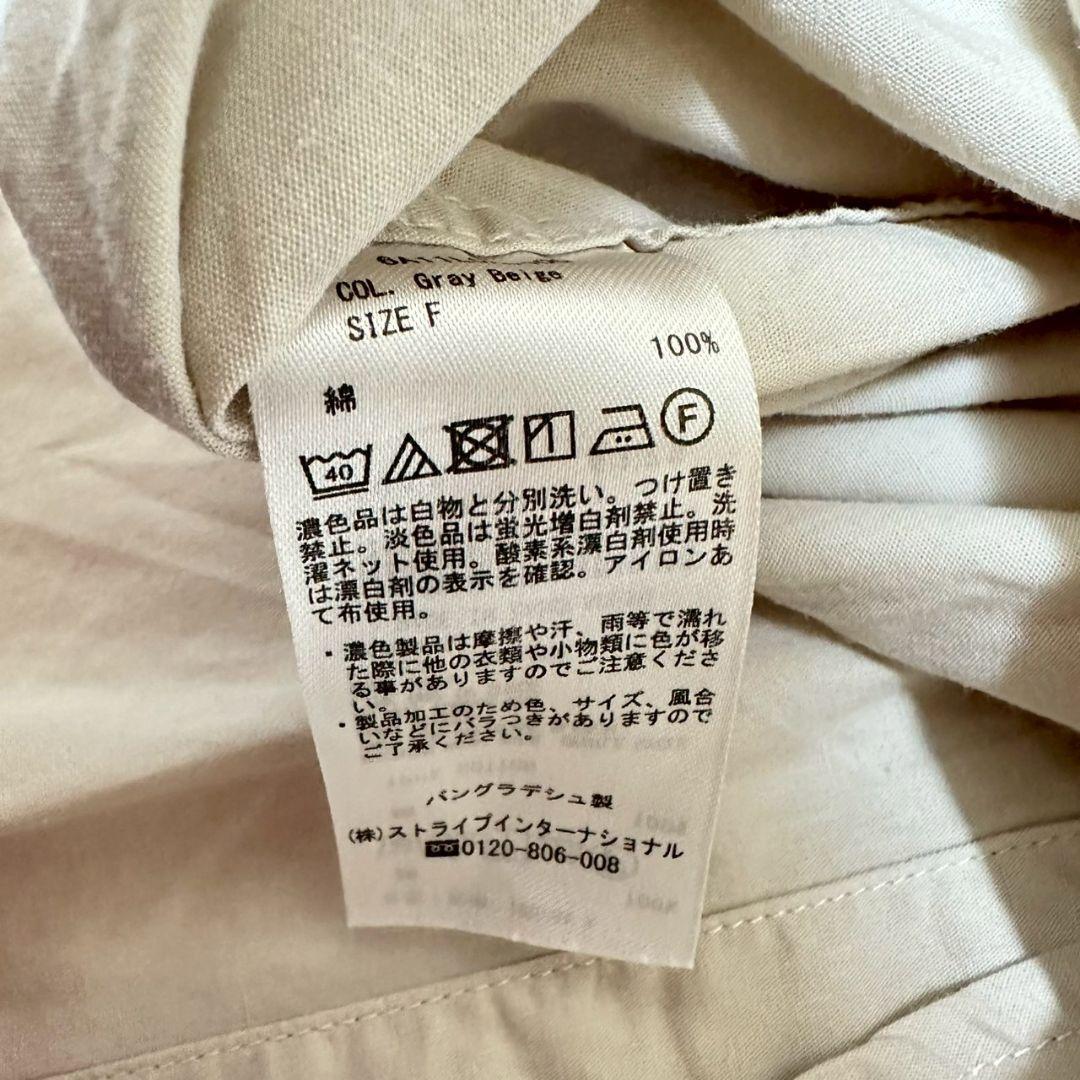 COL. Gray Beige
SIZE F
100%
綿
40
F
濃色品は白物と分別洗い。つけ置き
禁止。淡色品は蛍光増白剤禁止。洗
濯ネット使用。酸素系漂白剤使用時
は漂白剤の表示を確認。アイロンあ
て布使用。
・濃色製品は摩擦や汗、雨等で濡れ
た際に他の衣類や小物類に色が移
る事がありますのでご注意くださ
い。
・製品加工のため色、サイズ、風合
いなどにバラつきがありますので
ご了承ください。
バングラデシュ製
(株)ストライプインターナショナル
0120-806-008